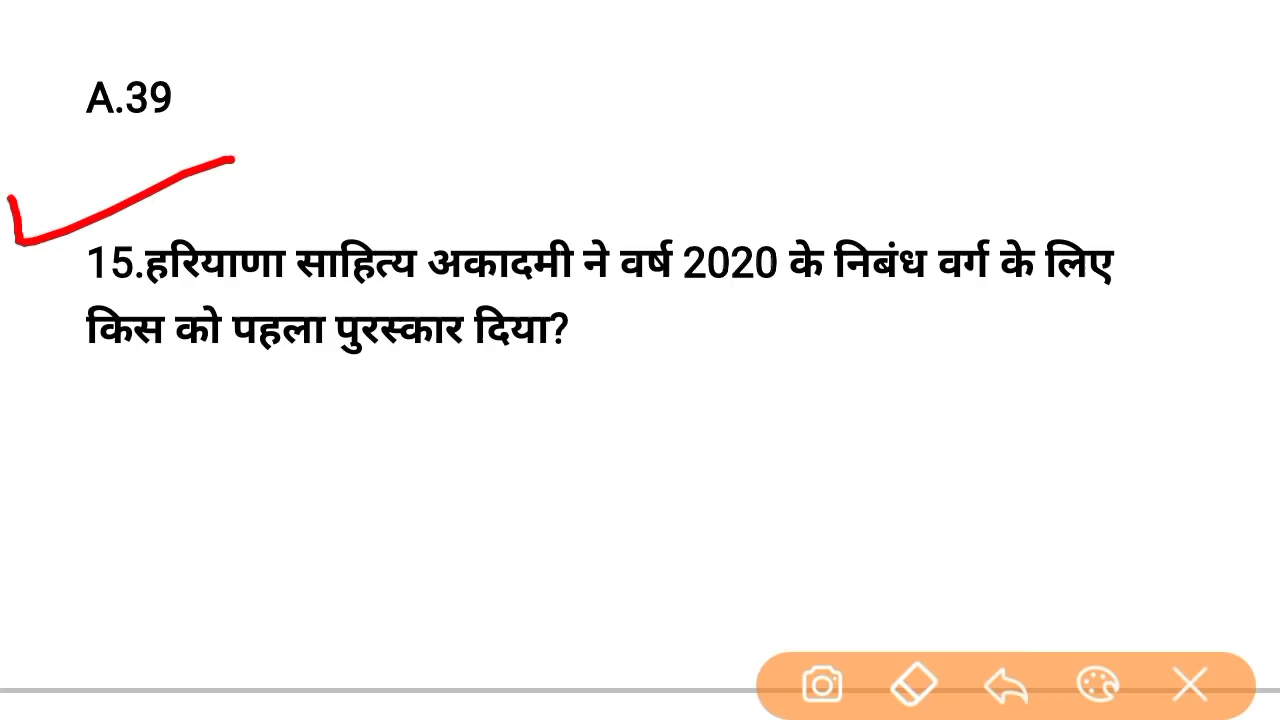 A.39
15.हरियाणा साहित्य अकादमी ने वर्ष 2020 के निबंध वर्ग के लिए
किस को पहला पुरस्कार दिया?